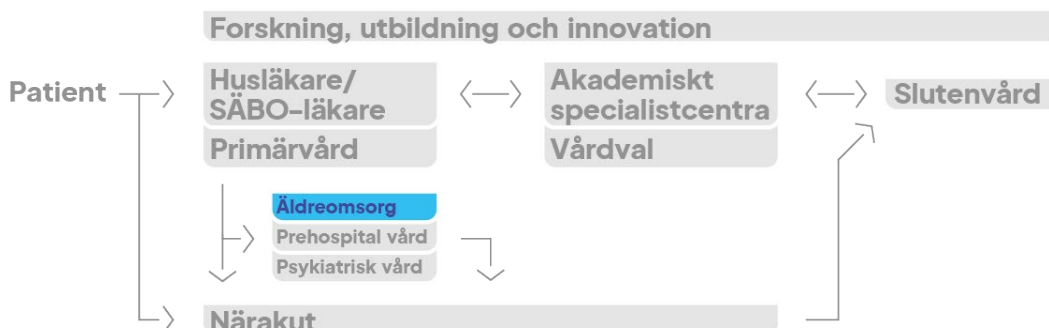 Forskning, utbildning och innovation
Patient
Husläkare/
SÄBO-läkare
Primärvård
Akademiskt
specialistcentra
Vårdval
Slutenvård
Äldreomsorg
Prehospital vård
Psykiatrisk vård
Närakut